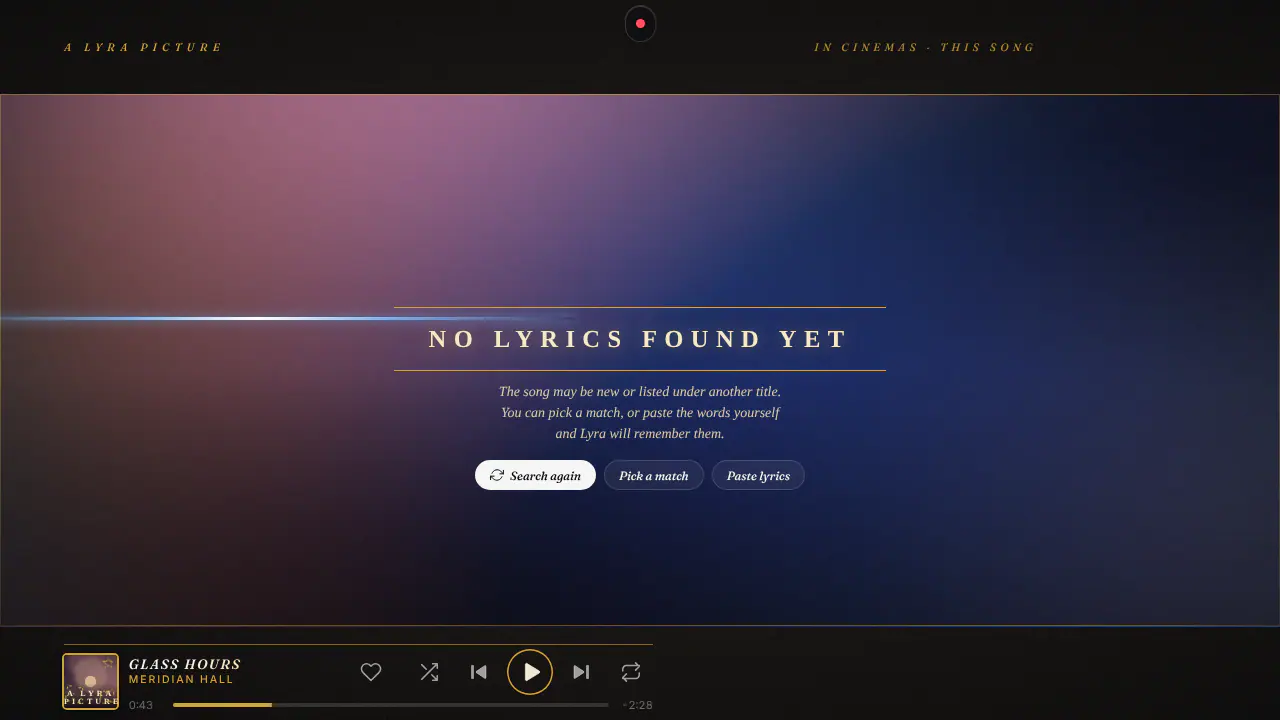 A LYRA PICTURE
IN CINEMAS - THIS SONG
NO LYRICS FOUND YET
The song may be new or listed under another title.
You can pick a match, or paste the words yourself
and Lyra will remember them.
Search again
Pick a match
Paste lyrics
A LYRA
PICTURE
GLASS HOURS
MERIDIAN HALL
0:43
-2:28